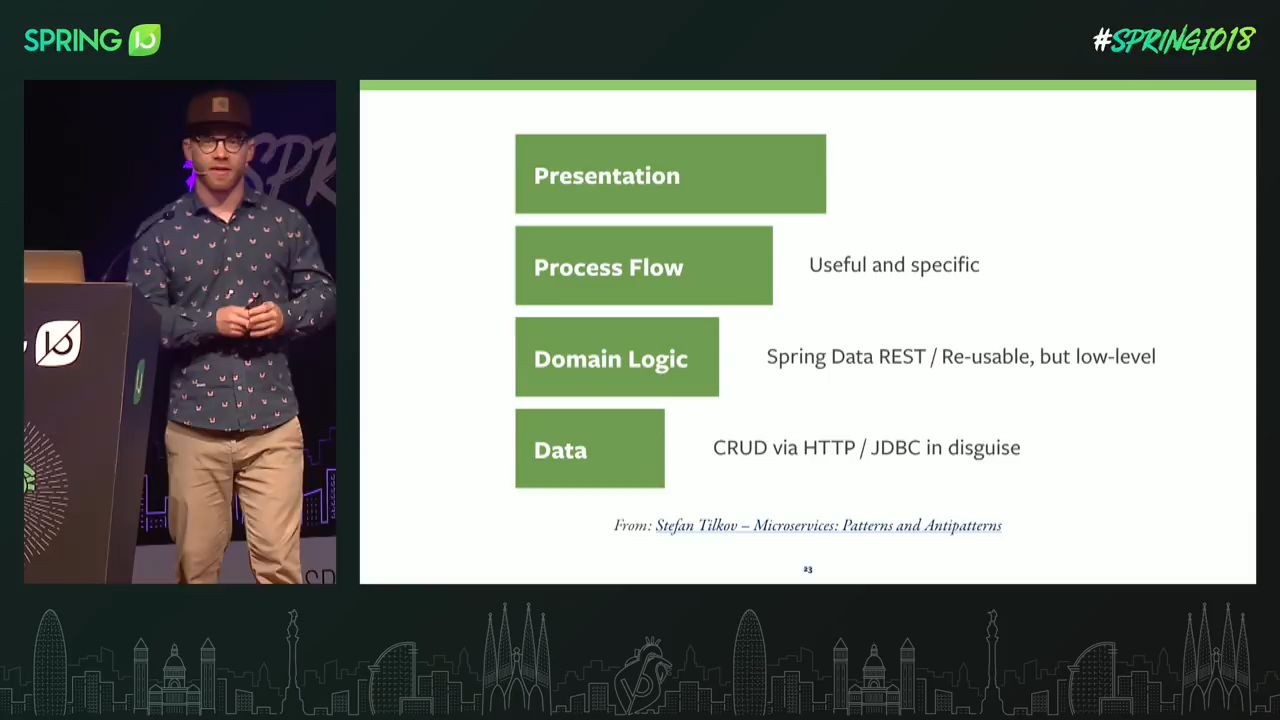 SPRING IO
#SPRINGIO18
Presentation
Process Flow
Useful and specific
Domain Logic
Spring Data REST / Re-usable, but low-level
Data
CRUD via HTTP / JDBC in disguise
From: Stefan Tilkov – Microservices: Patterns and Antipatterns
23